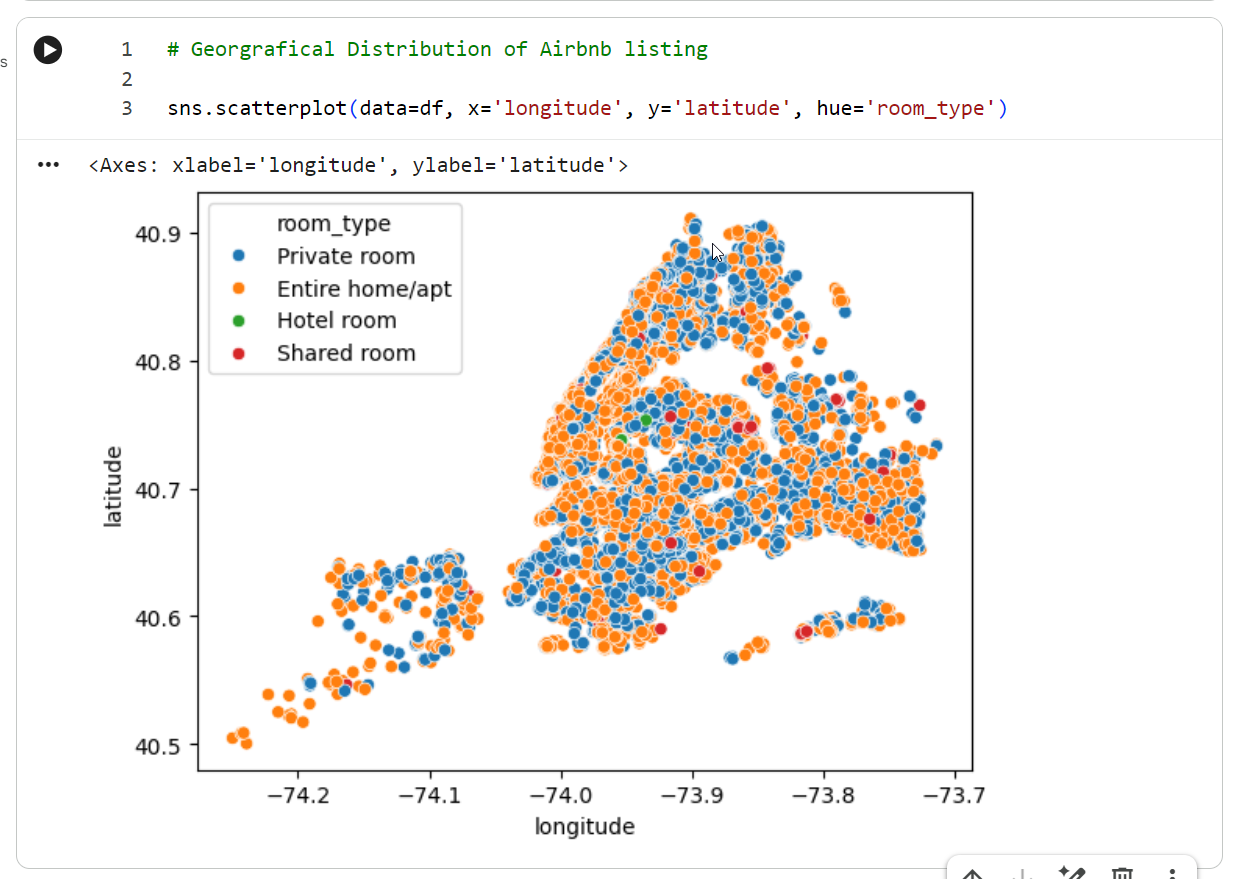 1 # Georgrafical Distribution of Airbnb listing
2
3 sns.scatterplot(data=df, x='longitude', y='latitude', hue='room_type')
s
<Axes: xlabel='longitude', ylabel='latitude'>
room_type
Private room
Entire home/apt
Hotel room
Shared room
40.9
40.8
40.7
40.6
40.5
latitude
−74.2 −74.1 −74.0 −73.9 −73.8 −73.7
longitude